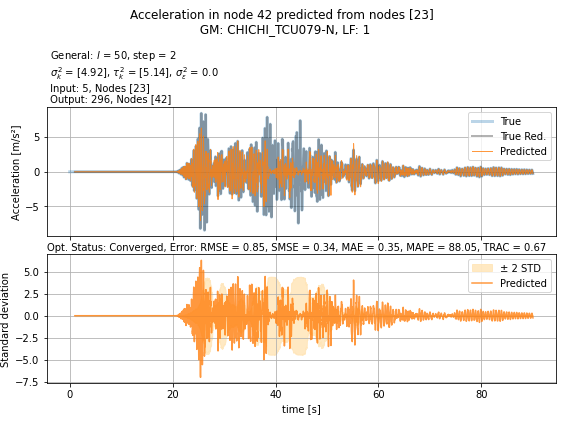 Acceleration in node 42 predicted from nodes [23]
GM: CHICHI_TCU079-N, LF: 1
General: l = 50, step = 2
σ²ₖ = [4.92], τ²ₖ = [5.14], σ²ε = 0.0
Input: 5, Nodes [23]
Output: 296, Nodes [42]
Acceleration [m/s²]
5
0
−5
True
True Red.
Predicted
Opt. Status: Converged, Error: RMSE = 0.85, SMSE = 0.34, MAE = 0.35, MAPE = 88.05, TRAC = 0.67
Standard deviation
5.0
2.5
0.0
−2.5
−5.0
−7.5
± 2 STD
Predicted
0 20 40 60 80
time [s]